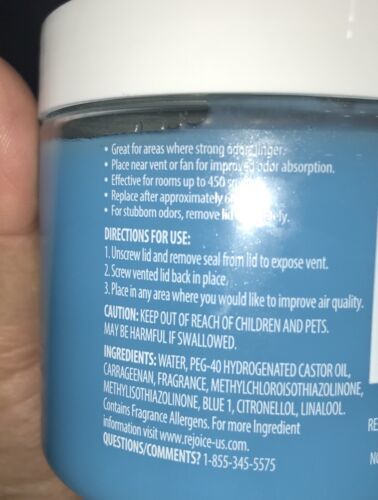 • Great for areas where strong odors linger.
• Place near vent or fan for improved odor absorption.
• Effective for rooms up to 450
• Replace after approximately
• For stubborn odors, remove lid
DIRECTIONS FOR USE:
1. Unscrew lid and remove seal from lid to expose vent.
2. Screw vented lid back in place.
3. Place in any area where you would like to improve air quality.
CAUTION: KEEP OUT OF REACH OF CHILDREN AND PETS.
MAY BE HARMFUL IF SWALLOWED.
INGREDIENTS: WATER, PEG-40 HYDROGENATED CASTOR OIL,
CARRAGEENAN, FRAGRANCE, METHYLCHLOROISOTHIAZOLINONE,
METHYLISOTHIAZOLINONE, BLUE 1, CITRONELLOL, LINALOOL.
Contains Fragrance Allergens. For more Ingredient
information visit www.rejoice-us.com.
QUESTIONS/COMMENTS? 1-855-345-5575